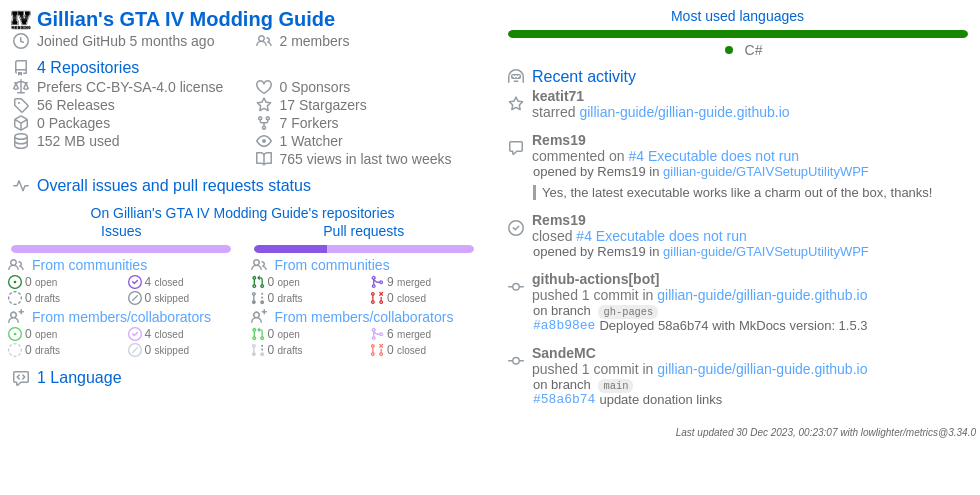 Gillian's GTA IV Modding Guide
Joined GitHub 5 months ago
2 members
4 Repositories
Prefers CC-BY-SA-4.0 license
56 Releases
0 Packages
152 MB used
0 Sponsors
17 Stargazers
7 Forkers
1 Watcher
765 views in last two weeks
Overall issues and pull requests status
On Gillian's GTA IV Modding Guide's repositories
Issues
From communities
0 open
4 closed
0 drafts
0 skipped
From members/collaborators
0 open
4 closed
0 drafts
0 skipped
Pull requests
From communities
0 open
9 merged
0 drafts
0 closed
From members/collaborators
0 open
6 merged
0 drafts
0 closed
1 Language
Most used languages
C#
Recent activity
keatit71
starred gillian-guide/gillian-guide.github.io
Rems19
commented on #4 Executable does not run
opened by Rems19 in gillian-guide/GTAIVSetupUtilityWPF
Yes, the latest executable works like a charm out of the box, thanks!
Rems19
closed #4 Executable does not run
opened by Rems19 in gillian-guide/GTAIVSetupUtilityWPF
github-actions[bot]
pushed 1 commit in gillian-guide/gillian-guide.github.io
on branch gh-pages
#a8b98ee Deployed 58a6b74 with MkDocs version: 1.5.3
SandeMC
pushed 1 commit in gillian-guide/gillian-guide.github.io
on branch main
#58a6b74 update donation links
Last updated 30 Dec 2023, 00:23:07 with lowlighter/metrics@3.34.0